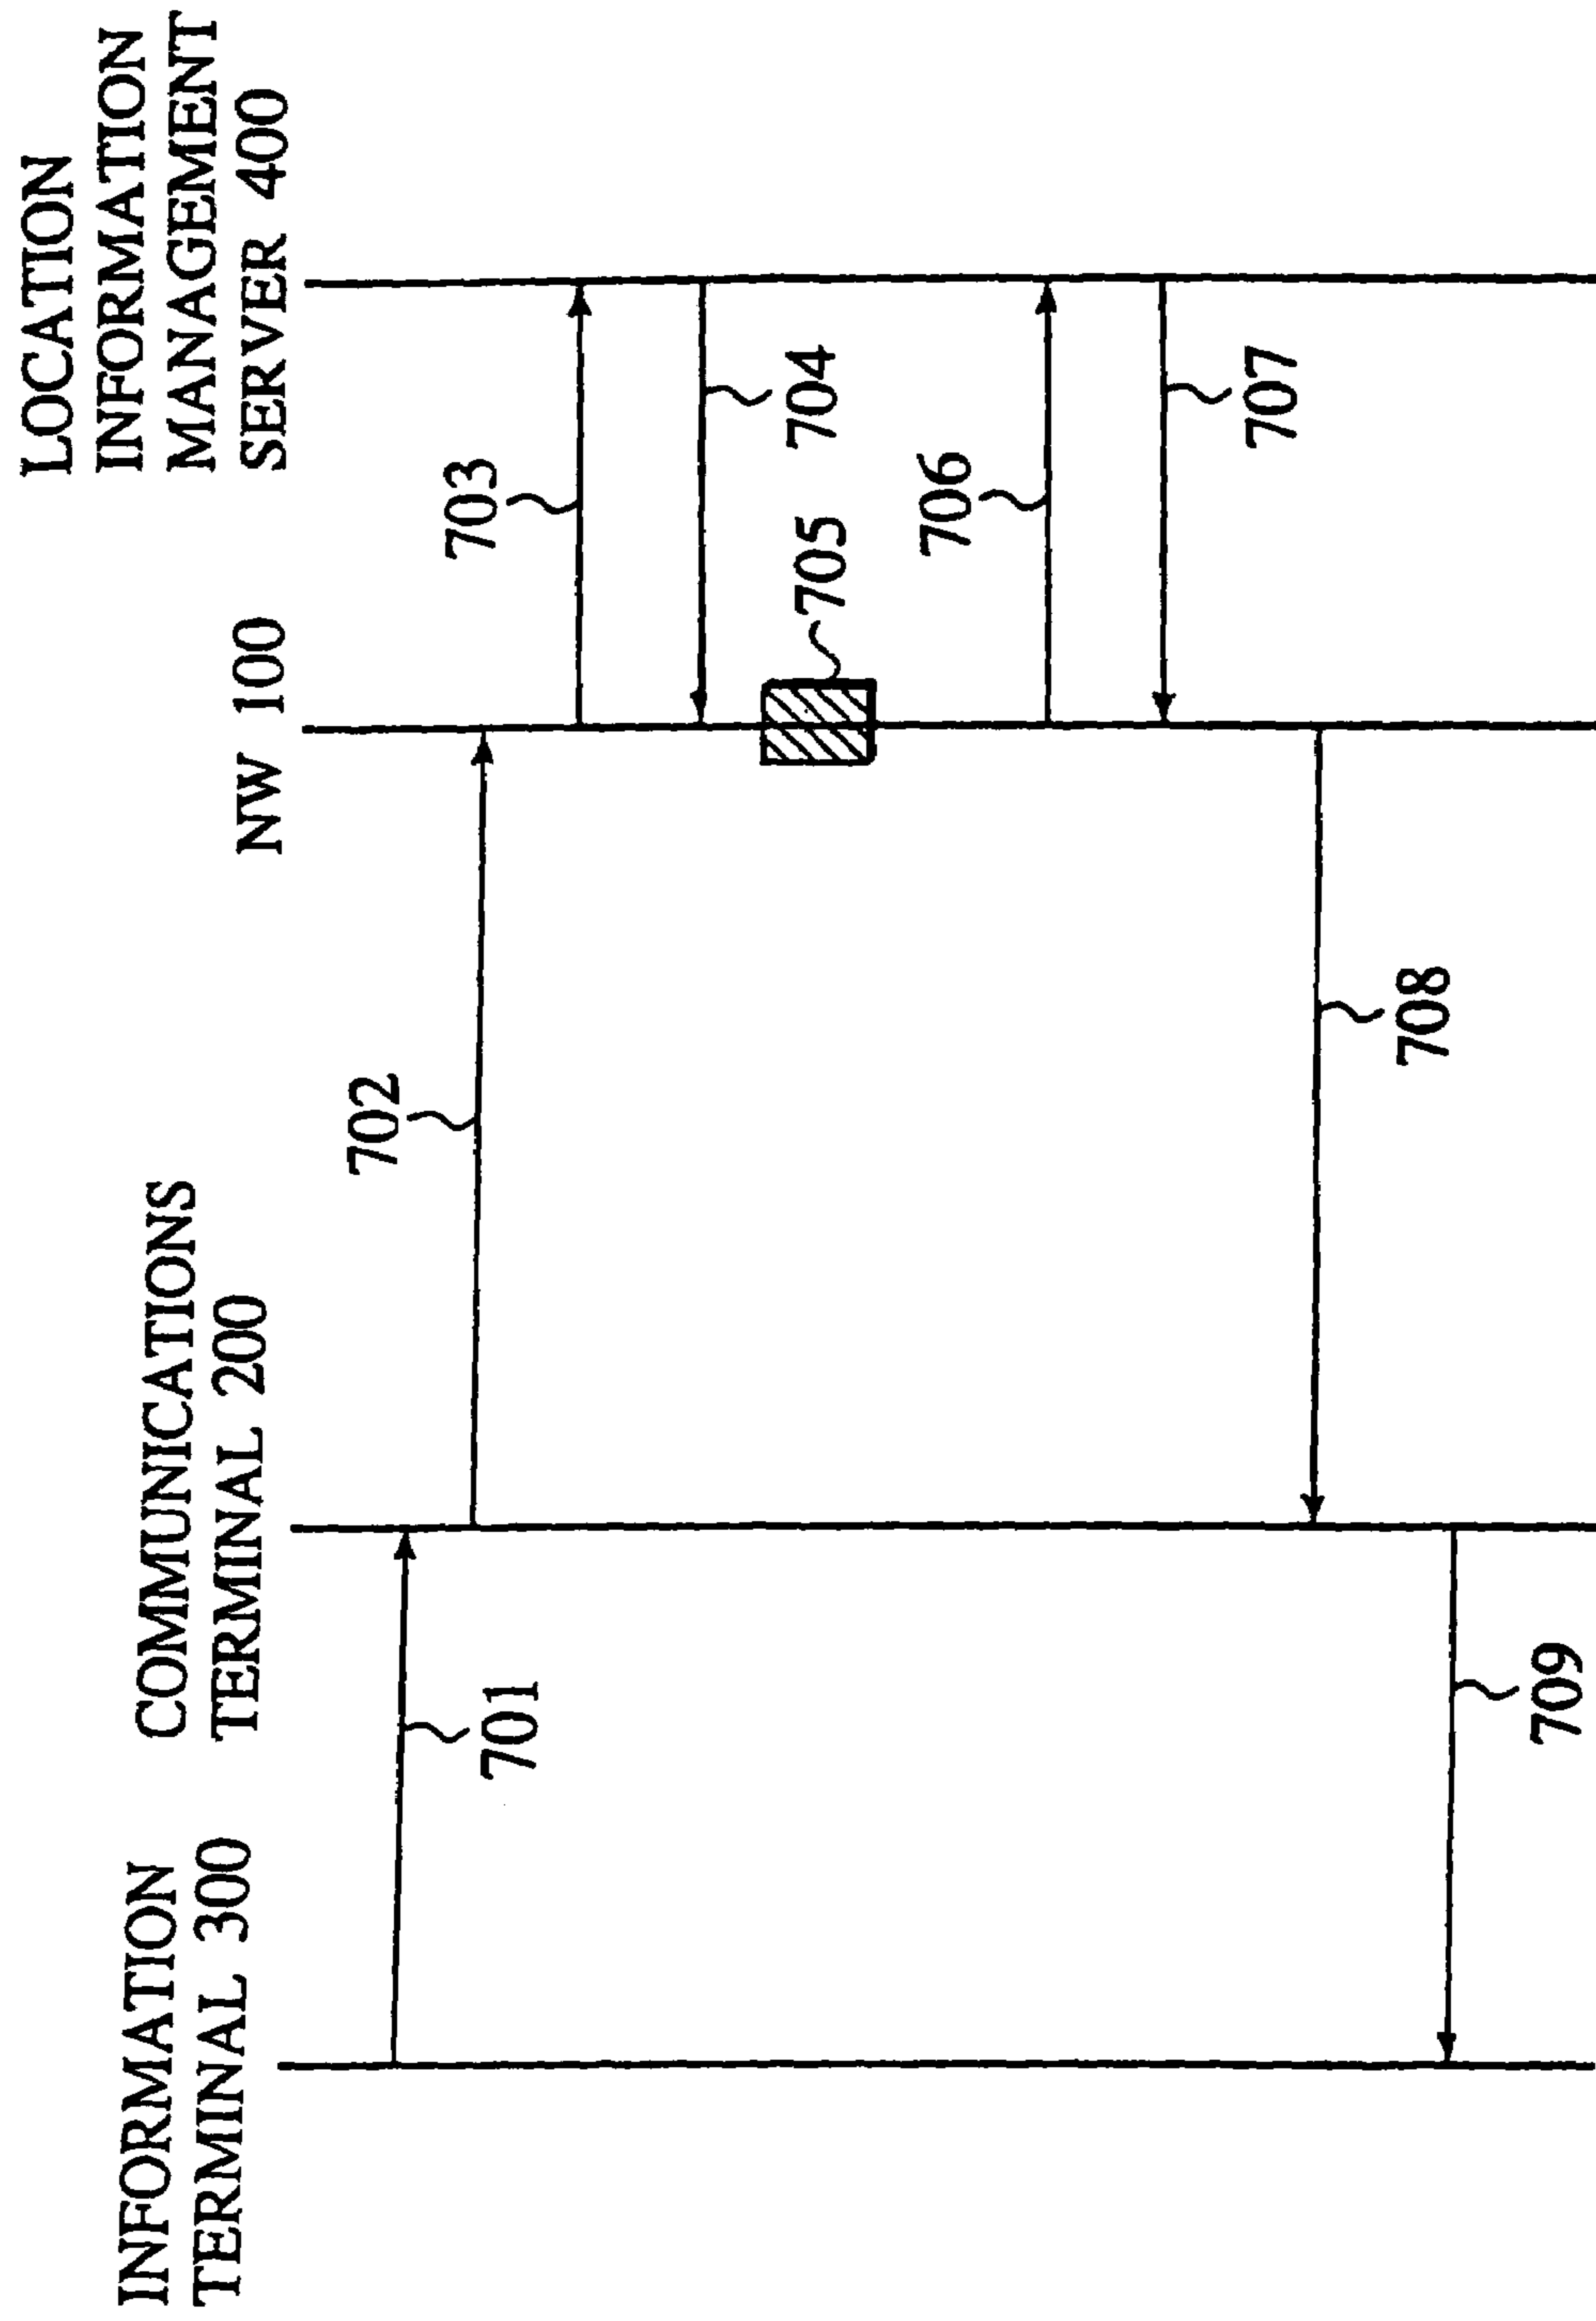 INFORMATION
TERMINAL 300
COMMUNICATIONS
TERMINAL 200
NW 100
LOCATION
INFORMATION
MANAGEMENT
SERVER 400
701
702
703
704
705
706
707
708
709